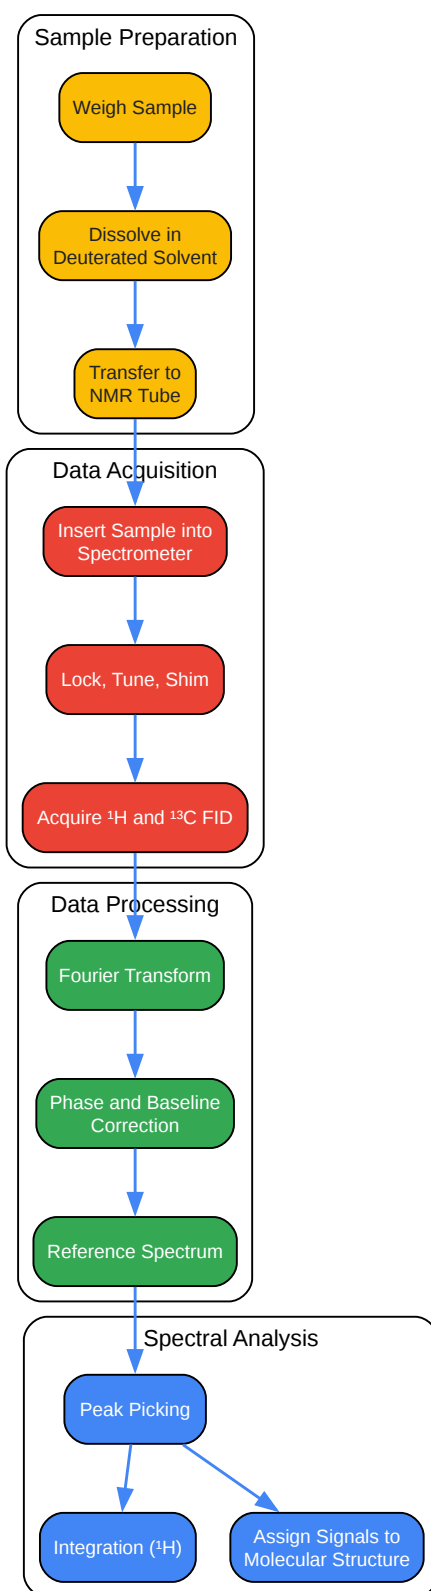 Sample Preparation
Weigh Sample
Dissolve in
Deuterated Solvent
Transfer to
NMR Tube
Data Acquisition
Insert Sample into
Spectrometer
Lock, Tune, Shim
Acquire ¹H and ¹³C FID
Data Processing
Fourier Transform
Phase and Baseline
Correction
Reference Spectrum
Spectral Analysis
Peak Picking
Integration (¹H)
Assign Signals to
Molecular Structure